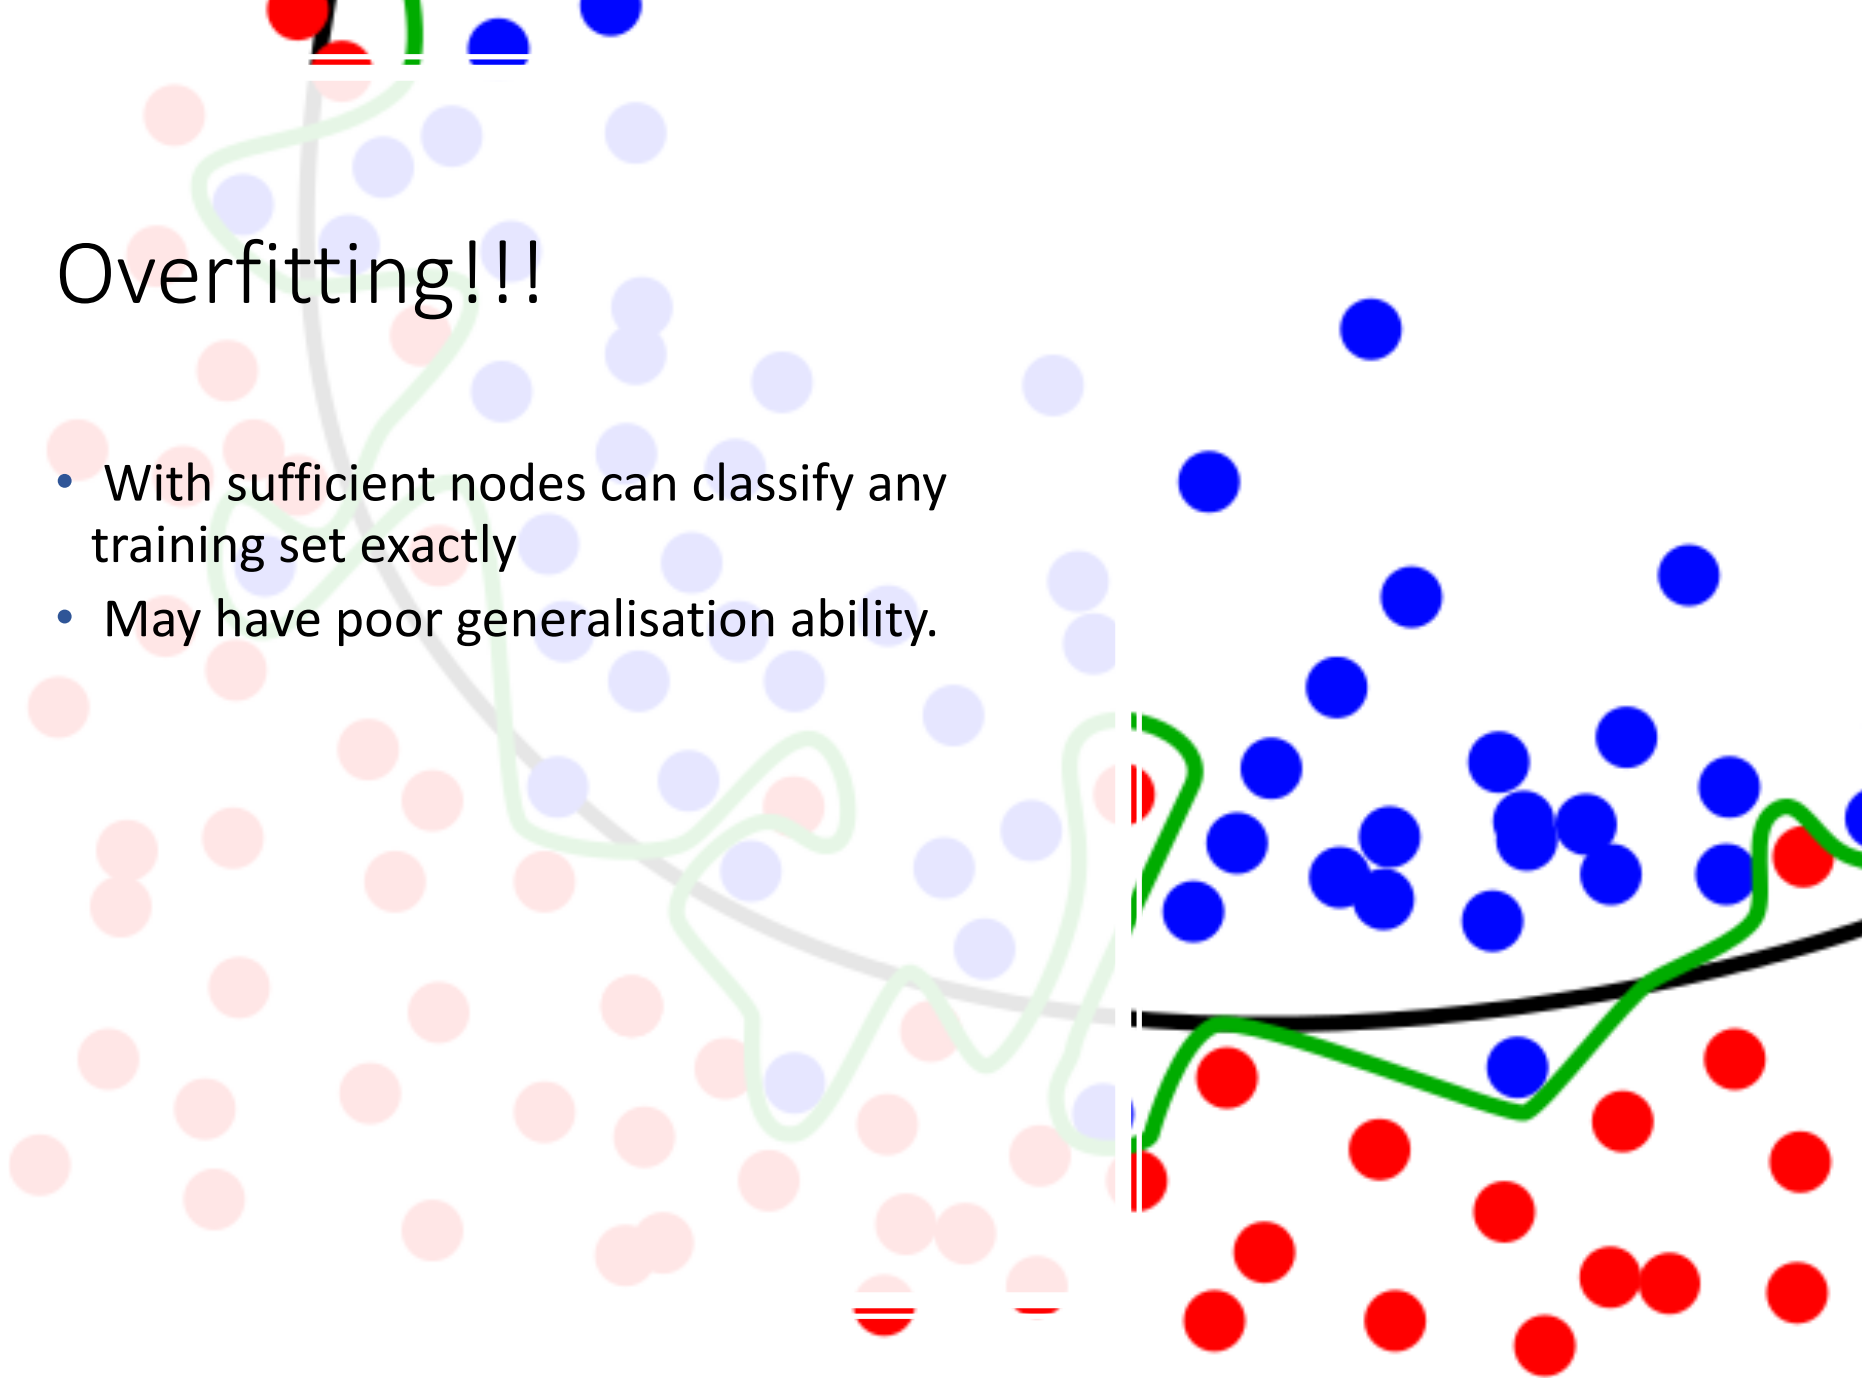 Overfitting!!!
• With sufficient nodes can classify any
training set exactly
• May have poor generalisation ability.